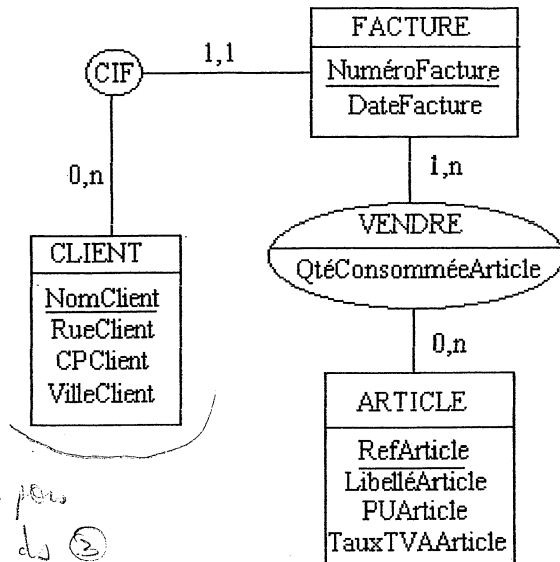 FACTURE
NuméroFacture
DateFacture
CIF
1,1
0,n
1,n
VENDRE
QtéConsomméeArticle
CLIENT
NomClient
RueClient
CPClient
VilleClient
0,n
ARTICLE
RefArticle
LibelléArticle
PUArticle
TauxTVAArticle